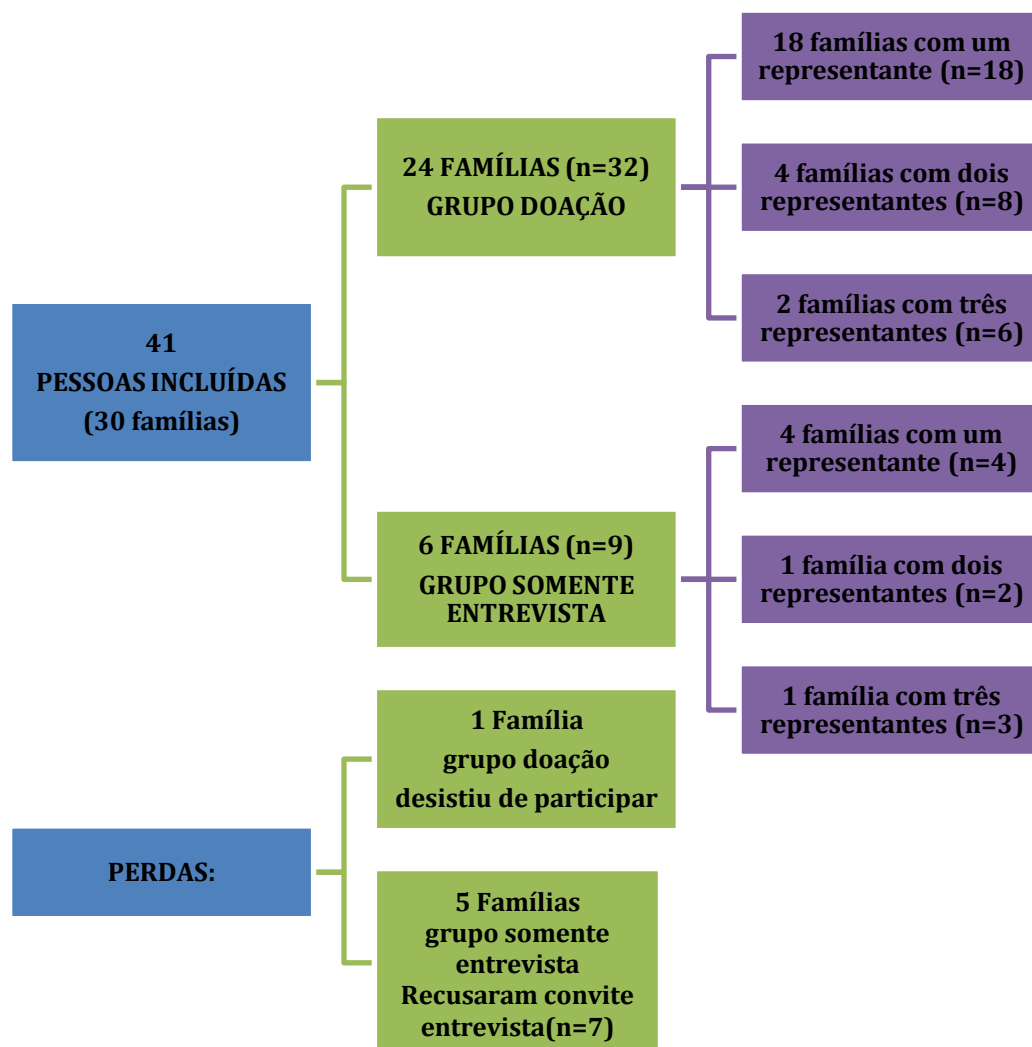 41
PESSOAS INCLUÍDAS
(30 famílias)
24 FAMÍLIAS (n=32)
GRUPO DOAÇÃO
18 famílias com um
representante (n=18)
4 famílias com dois
representantes (n=8)
2 famílias com três
representantes (n=6)
6 FAMÍLIAS (n=9)
GRUPO SOMENTE
ENTREVISTA
4 famílias com um
representante (n=4)
1 família com dois
representantes (n=2)
1 família com três
representantes (n=3)
PERDAS:
1 Família
grupo doação
desistiu de participar
5 Famílias
grupo somente
entrevista
Recusaram convite
entrevista(n=7)